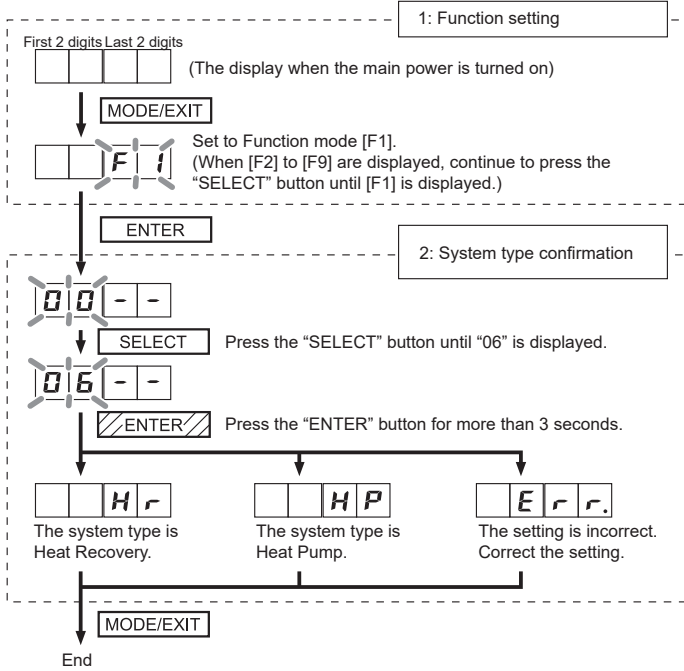 1: Function setting
First 2 digits Last 2 digits
(The display when the main power is turned on)
MODE/EXIT
F 1
Set to Function mode [F1].
(When [F2] to [F9] are displayed, continue to press the
“SELECT” button until [F1] is displayed.)
ENTER
2: System type confirmation
0 0 - -
SELECT
Press the “SELECT” button until “06” is displayed.
0 6 - -
ENTER
Press the “ENTER” button for more than 3 seconds.
H r
H P
E r r.
The system type is
Heat Recovery.
The system type is
Heat Pump.
The setting is incorrect.
Correct the setting.
MODE/EXIT
End